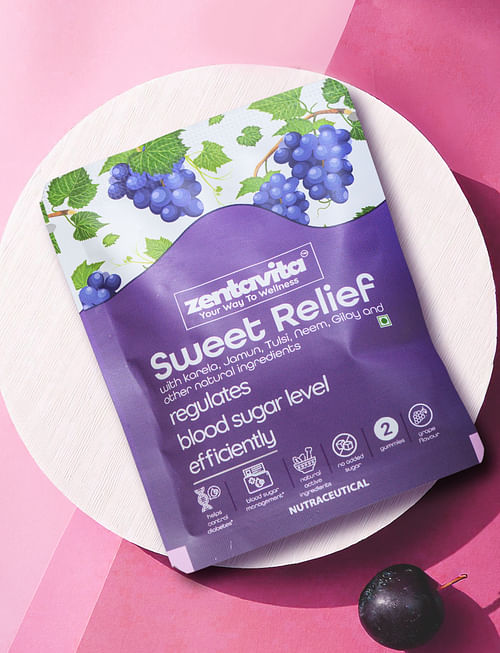 zentavita™
Your Way To Wellness
Sweet Relief
with Karela, Jamun, Tulsi, Neem, Giloy and
other natural ingredients
regulates
blood sugar level
efficiently
helps
control
diabetes*
blood sugar
management*
natural
active
ingredients
no added
sugar
2
gummies
grape
flavour
NUTRACEUTICAL